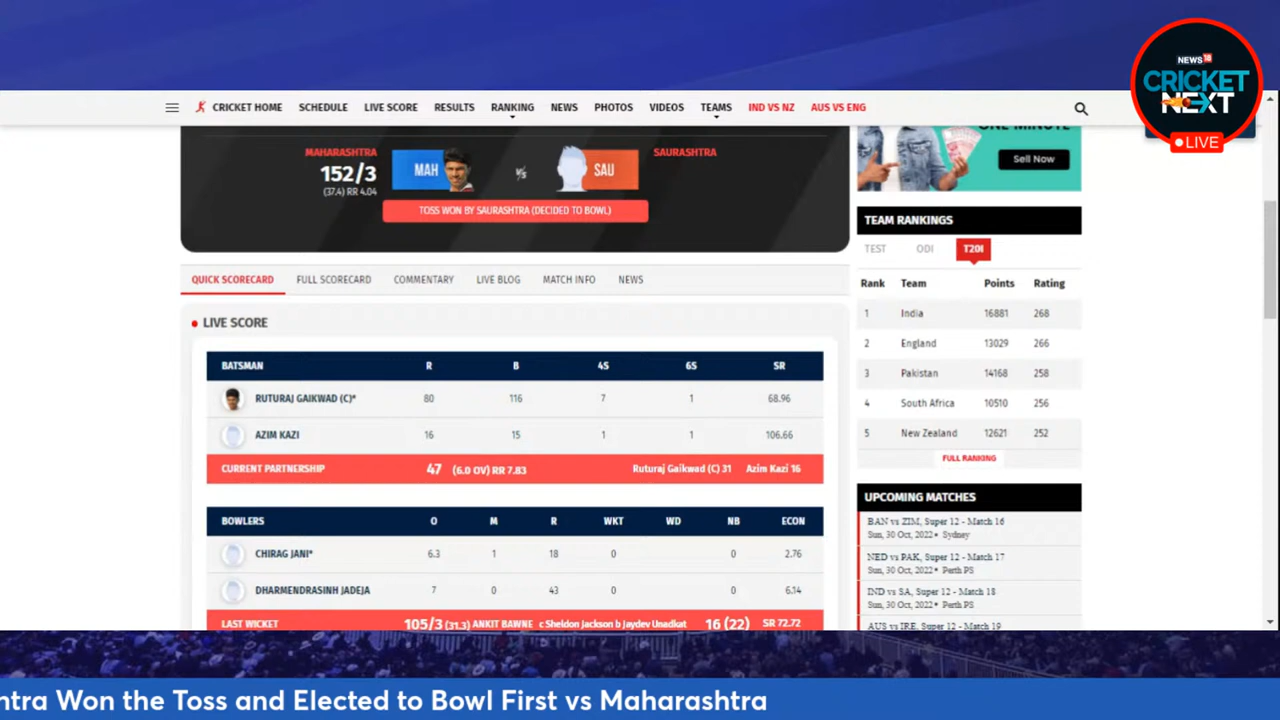 NEWS18
CRICKET
NEXT
LIVE
CRICKET HOME SCHEDULE LIVE SCORE RESULTS RANKING NEWS PHOTOS VIDEOS TEAMS IND VS NZ AUS VS ENG
MAHARASHTRA
152/3
(37.4) RR 4.04
MAH
V/S
SAU
SAURASHTRA
TOSS WON BY SAURASHTRA (DECIDED TO BOWL)
QUICK SCORECARD FULL SCORECARD COMMENTARY LIVE BLOG MATCH INFO NEWS
LIVE SCORE
BATSMAN R B 4S 6S SR
RUTURAJ GAIKWAD (C)* 80 116 7 1 68.96
AZIM KAZI 16 15 1 1 106.66
CURRENT PARTNERSHIP 47 (6.0 OV) RR 7.83 Ruturaj Gaikwad (C) 31 Azim Kazi 16
BOWLERS O M R WKT WD NB ECON
CHIRAG JANI* 6.3 1 18 0 0 2.76
DHARMENDRASINH JADEJA 7 0 43 0 0 6.14
LAST WICKET 105/3 (31.3) ANKIT BAWNE c Sheldon Jackson b Jaydev Unadkat 16 (22) SR 72.72
ONE MINUTE
Sell Now
TEAM RANKINGS
TEST ODI T20I
Rank Team Points Rating
1 India 16881 268
2 England 13029 266
3 Pakistan 14168 258
4 South Africa 10510 256
5 New Zealand 12621 252
FULL RANKING
UPCOMING MATCHES
BAN vs ZIM, Super 12 - Match 16
Sun, 30 Oct, 2022• Sydney
NED vs PAK, Super 12 - Match 17
Sun, 30 Oct, 2022• Perth PS
IND vs SA, Super 12 - Match 18
Sun, 30 Oct, 2022• Perth PS
AUS vs IRE, Super 12 - Match 19
htra Won the Toss and Elected to Bowl First vs Maharashtra